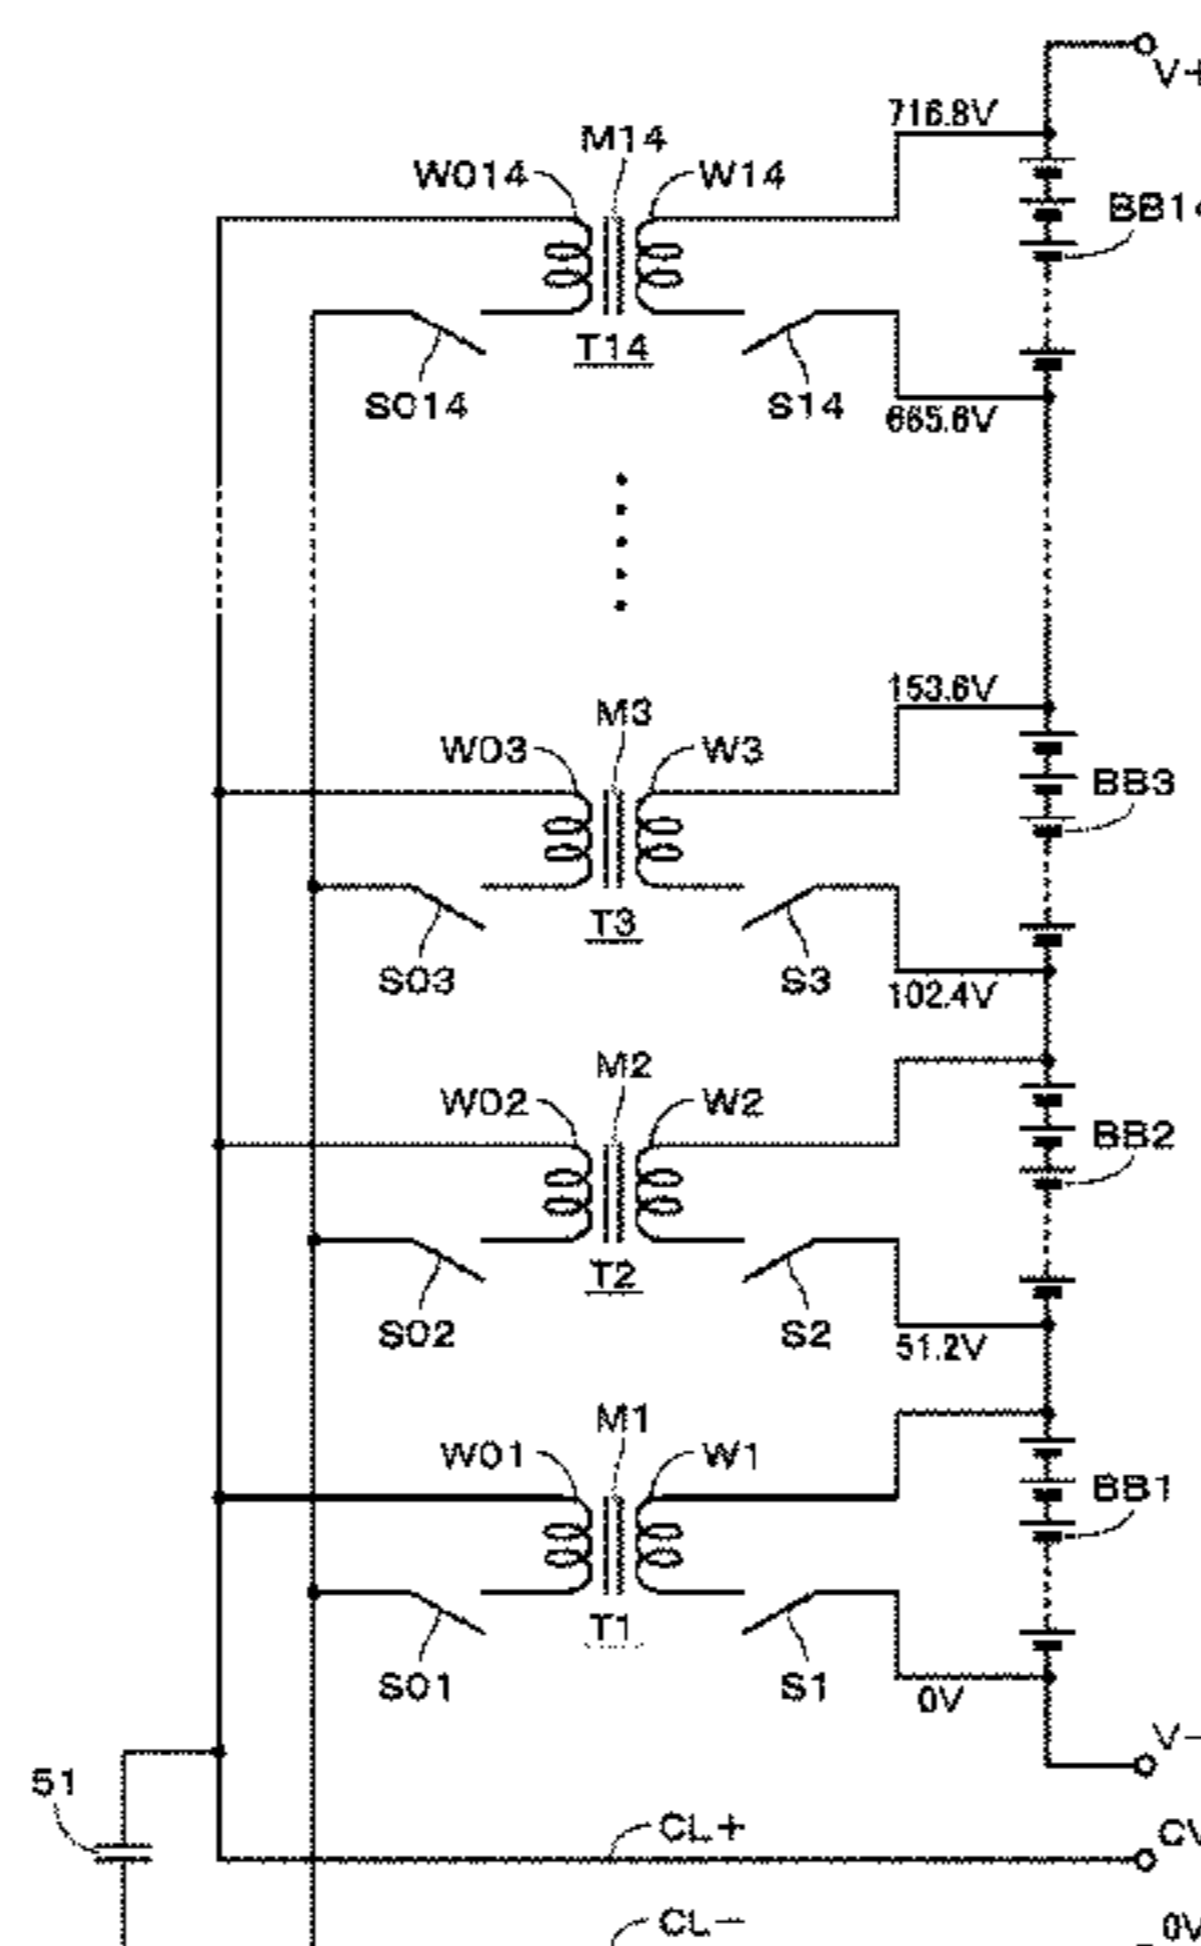 V+
716.8V
M14
W014
W14
BB14
T14
S014
S14
665.6V
153.6V
M3
W03
W3
BB3
T3
S03
S3
102.4V
M2
W02
W2
BB2
T2
S02
S2
51.2V
M1
W01
W1
BB1
T1
S01
S1
0V
V-
51
CL+
CV
CL-
0V